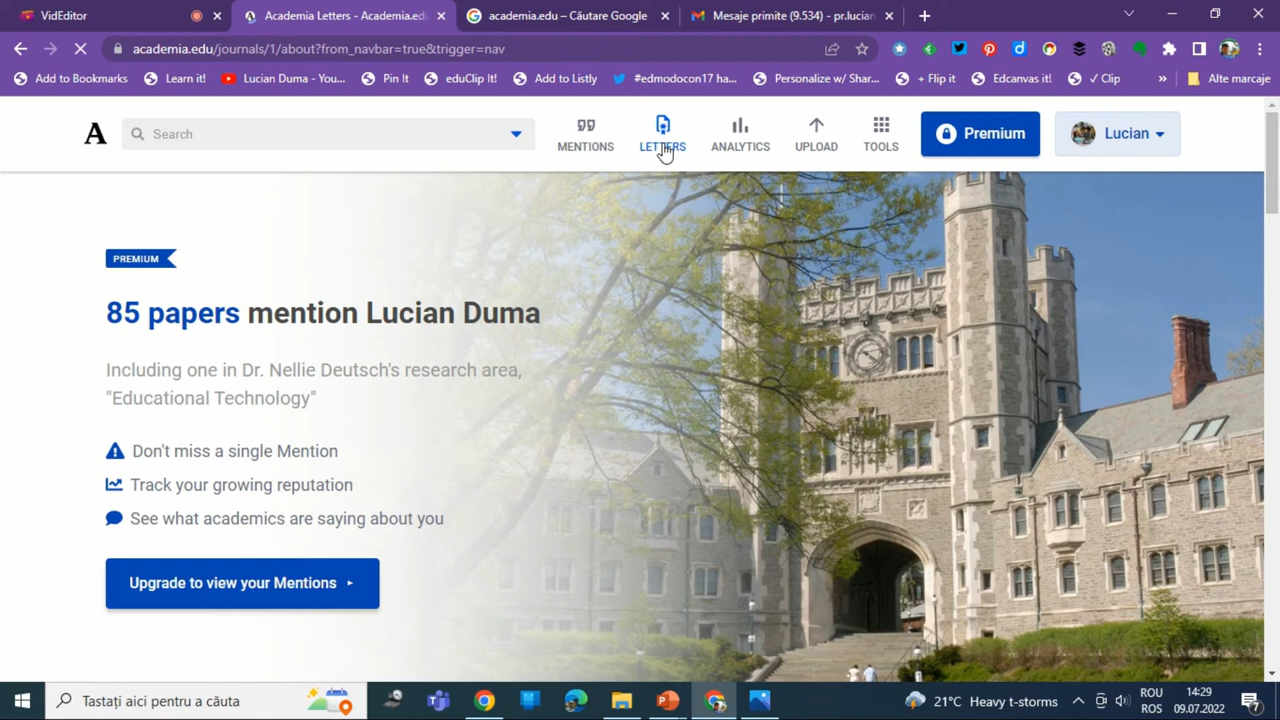 VidEditor
Academia Letters - Academia.edu
academia.edu – Căutare Google
Mesaje primite (9.534) - pr.lucian
academia.edu/journals/1/about?from_navbar=true&trigger=nav
Add to Bookmarks
Learn it!
Lucian Duma - You...
Pin It
eduClip It!
Add to Listly
#edmodocon17 ha...
Personalize w/ Shar...
+ Flip it
Edcanvas it!
✓ Clip
»
Alte marcaje
A
Search
MENTIONS
LETTERS
ANALYTICS
UPLOAD
TOOLS
Premium
Lucian
PREMIUM
85 papers mention Lucian Duma
Including one in Dr. Nellie Deutsch's research area,
"Educational Technology"
Don't miss a single Mention
Track your growing reputation
See what academics are saying about you
Upgrade to view your Mentions
Tastați aici pentru a căuta
21°C Heavy t-storms
ROU
ROS
14:29
09.07.2022
7